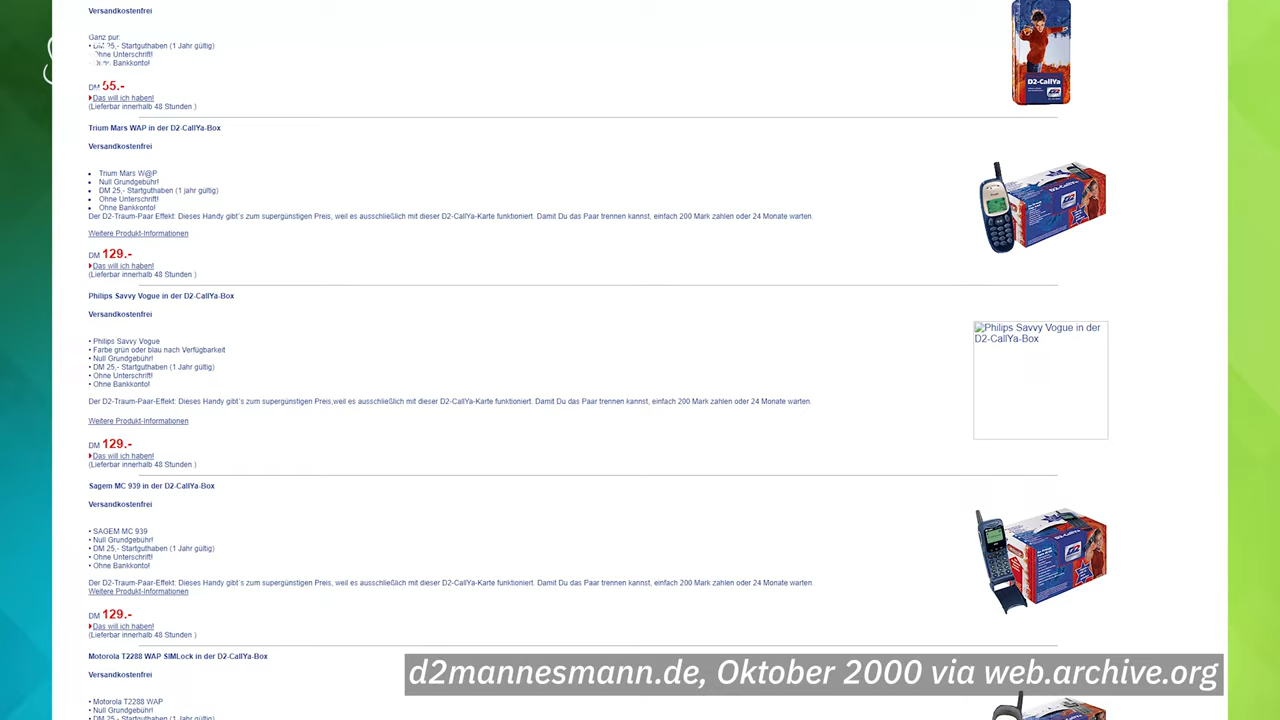 Versandkostenfrei
Ganz pur:
• DM 25,- Startguthaben (1 Jahr gültig)
Ohne Unterschrift!
Ohne Bankkonto!
DM 55.-
Das will ich haben!
(Lieferbar innerhalb 48 Stunden )
D2-CallYa
D2
Trium Mars WAP in der D2-CallYa-Box
Versandkostenfrei
• Trium Mars W@P
• Null Grundgebühr!
• DM 25,- Startguthaben (1 jahr gültig)
• Ohne Unterschrift!
• Ohne Bankkonto!
Der D2-Traum-Paar Effekt: Dieses Handy gibt´s zum supergünstigen Preis, weil es ausschließlich mit dieser D2-CallYa-Karte funktioniert. Damit Du das Paar trennen kannst, einfach 200 Mark zahlen oder 24 Monate warten.
Weitere Produkt-Informationen
DM 129.-
Das will ich haben!
(Lieferbar innerhalb 48 Stunden )
Philips Savvy Vogue in der D2-CallYa-Box
Versandkostenfrei
• Philips Savvy Vogue
• Farbe grün oder blau nach Verfügbarkeit
• Null Grundgebühr!
• DM 25,- Startguthaben (1 Jahr gültig)
• Ohne Unterschrift!
• Ohne Bankkonto!
Der D2-Traum-Paar-Effekt: Dieses Handy gibt´s zum supergünstigen Preis,weil es ausschließlich mit dieser D2-CallYa-Karte funktioniert. Damit Du das Paar trennen kannst, einfach 200 Mark zahlen oder 24 Monate warten.
Weitere Produkt-Informationen
DM 129.-
Das will ich haben!
(Lieferbar innerhalb 48 Stunden )
Philips Savvy Vogue in der
D2-CallYa-Box
Sagem MC 939 in der D2-CallYa-Box
Versandkostenfrei
• SAGEM MC 939
• Null Grundgebühr!
• DM 25,- Startguthaben (1 Jahr gültig)
• Ohne Unterschrift!
• Ohne Bankkonto!
Der D2-Traum-Paar-Effekt: Dieses Handy gibt´s zum supergünstigen Preis, weil es ausschließlich mit dieser D2-CallYa-Karte funktioniert. Damit Du das Paar trennen kannst, einfach 200 Mark zahlen oder 24 Monate warten.
Weitere Produkt-Informationen
DM 129.-
Das will ich haben!
(Lieferbar innerhalb 48 Stunden )
Motorola T2288 WAP SIMLock in der D2-CallYa-Box
Versandkostenfrei
• Motorola T2288 WAP
• Null Grundgebühr!
• DM 25,- Startguthaben (1 Jahr gültig)
d2mannesmann.de, Oktober 2000 via web.archive.org